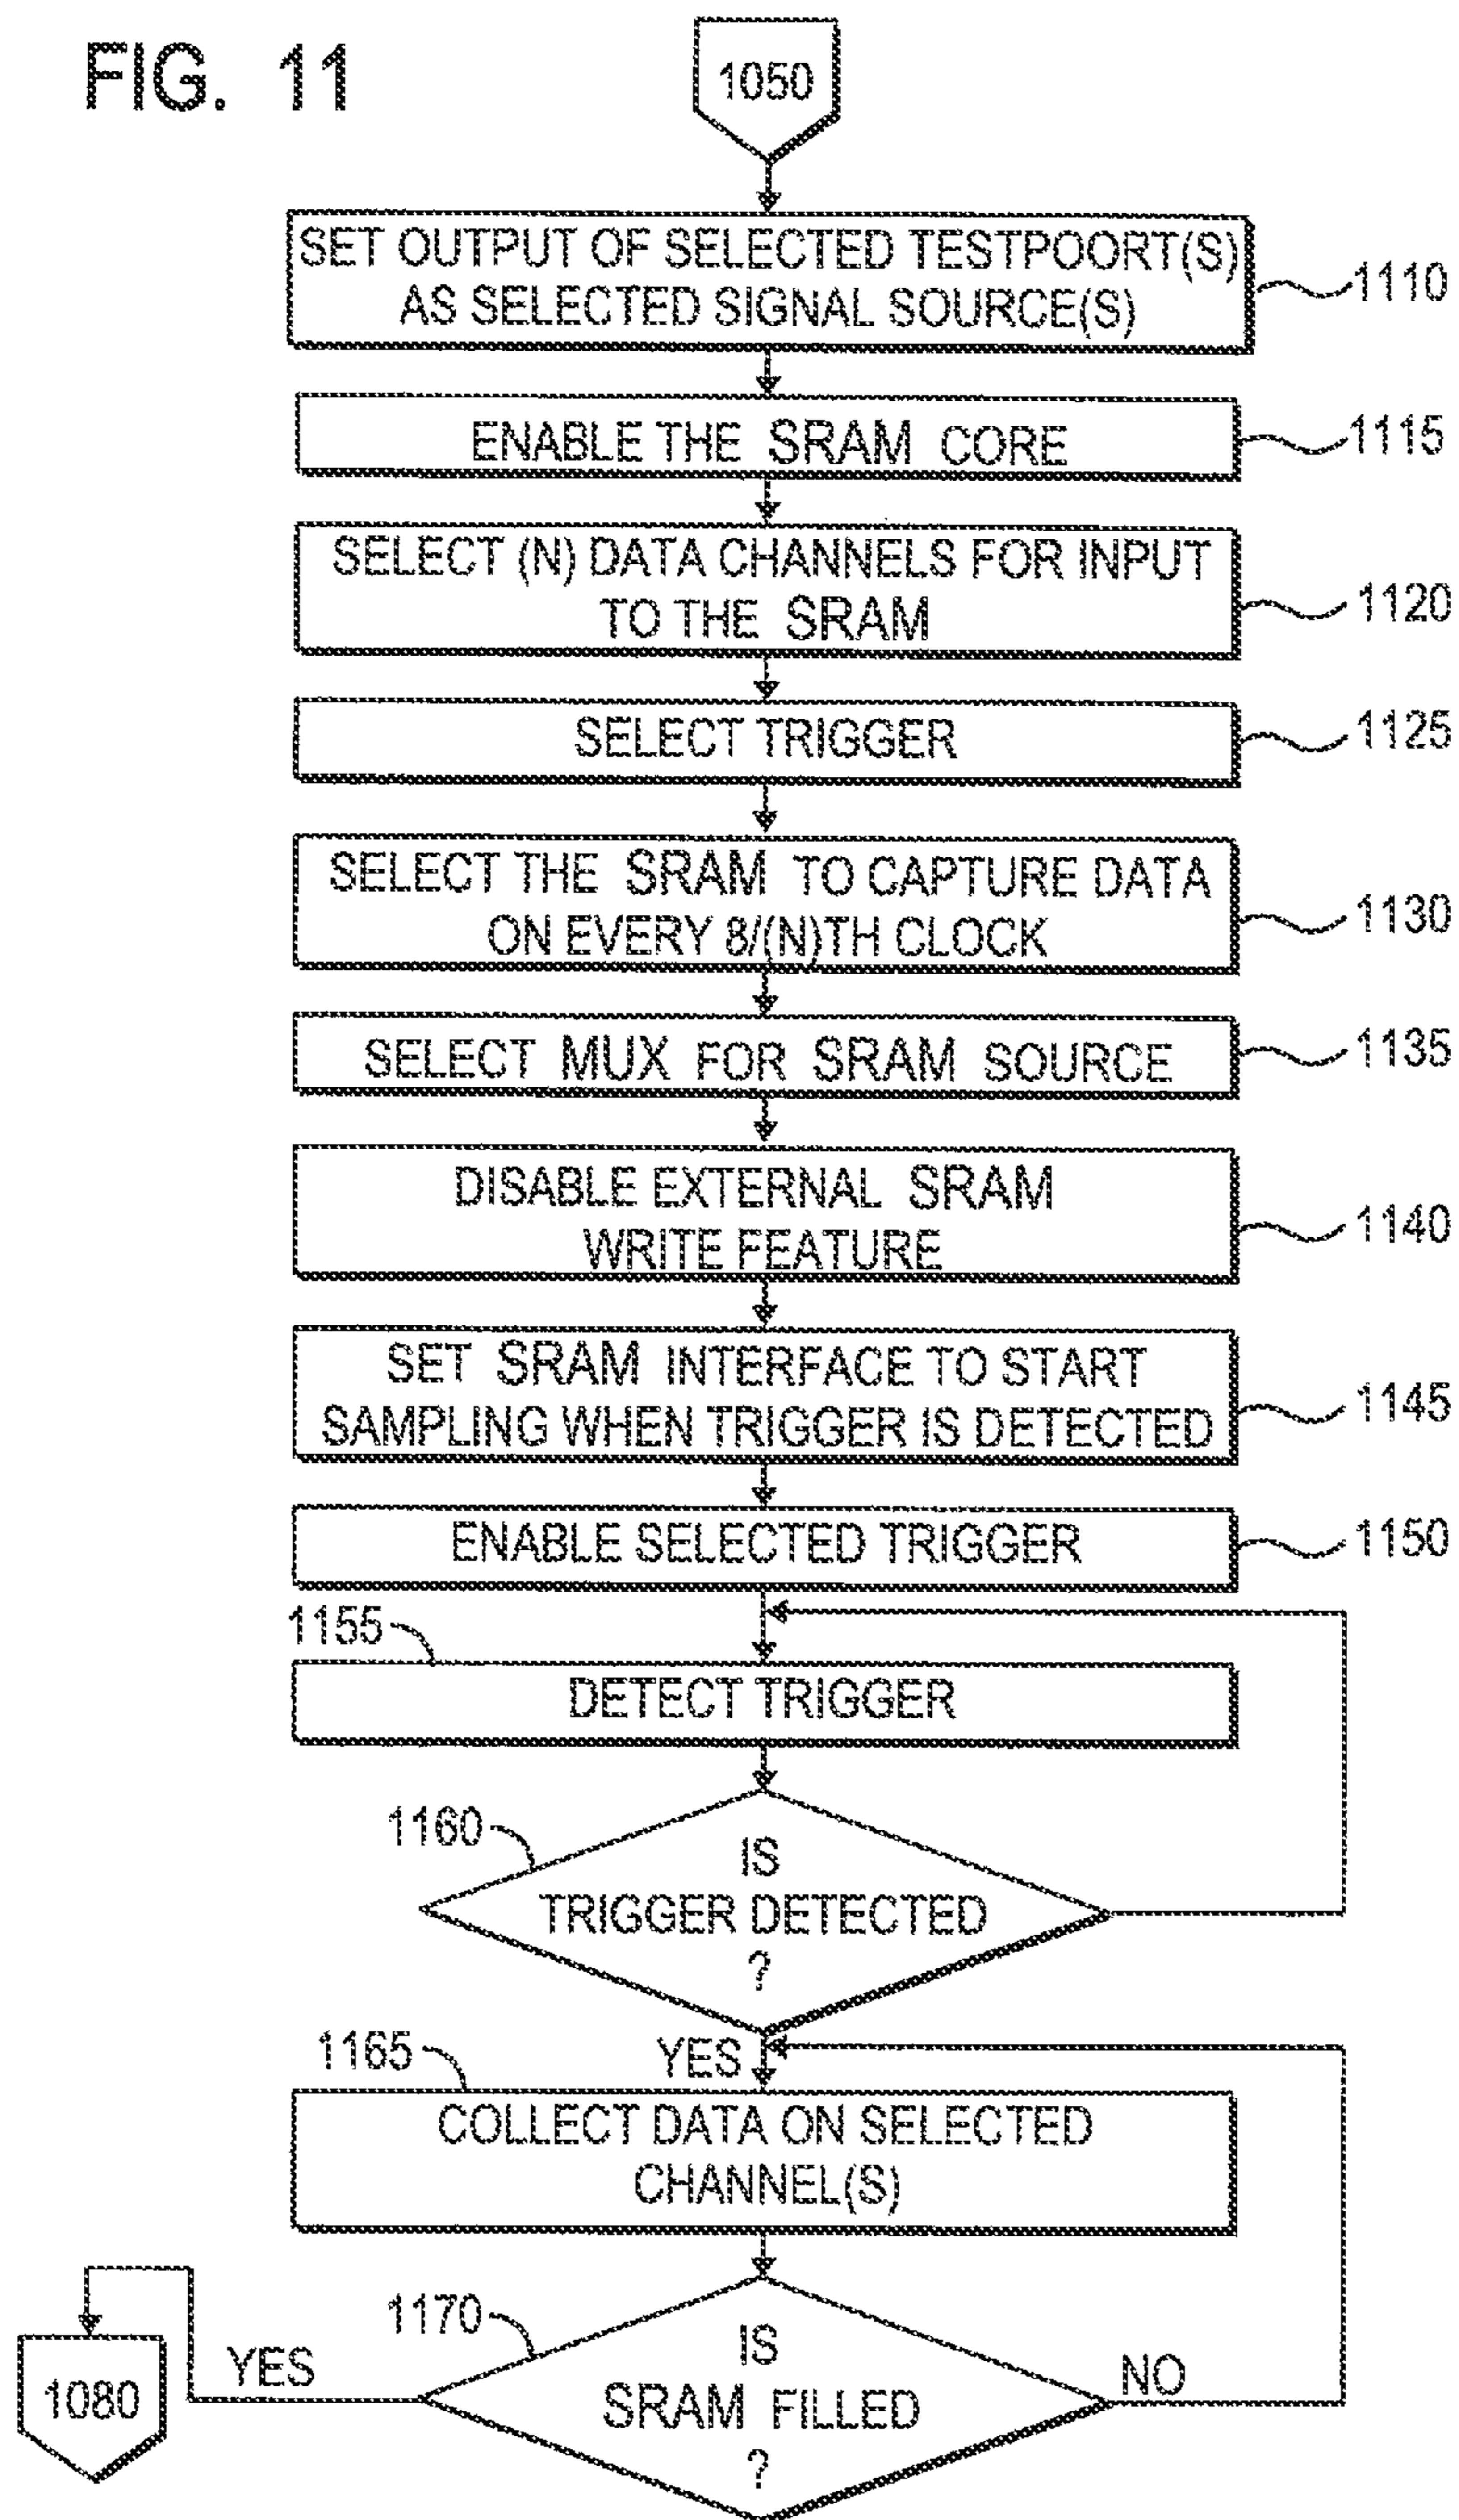 FIG. 11
1050
SET OUTPUT OF SELECTED TESTPOORT(S)
AS SELECTED SIGNAL SOURCE(S)
1110
ENABLE THE SRAM CORE
1115
SELECT (N) DATA CHANNELS FOR INPUT
TO THE SRAM
1120
SELECT TRIGGER
1125
SELECT THE SRAM TO CAPTURE DATA
ON EVERY 8/(N)TH CLOCK
1130
SELECT MUX FOR SRAM SOURCE
1135
DISABLE EXTERNAL SRAM
WRITE FEATURE
1140
SET SRAM INTERFACE TO START
SAMPLING WHEN TRIGGER IS DETECTED
1145
ENABLE SELECTED TRIGGER
1150
1155
DETECT TRIGGER
1160
IS
TRIGGER DETECTED
?
YES
1165
COLLECT DATA ON SELECTED
CHANNEL(S)
1170
IS
SRAM FILLED
?
YES
NO
1080